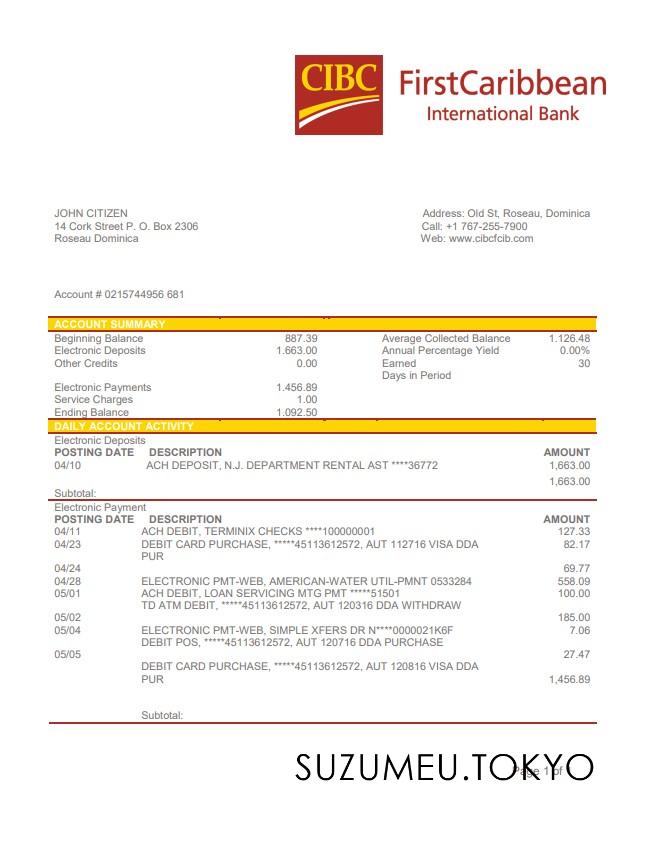 CIBC
FirstCaribbean
International Bank
JOHN CITIZEN
14 Cork Street P. O. Box 2306
Roseau Dominica
Address: Old St, Roseau, Dominica
Call: +1 767-255-7900
Web: www.cibcfcib.com
Account # 0215744956 681
ACCOUNT SUMMARY
Beginning Balance 887.39 Average Collected Balance 1.126.48
Electronic Deposits 1.663.00 Annual Percentage Yield 0.00%
Other Credits 0.00 Earned 30
Days in Period
Electronic Payments 1.456.89
Service Charges 1.00
Ending Balance 1.092.50
DAILY ACCOUNT ACTIVITY
Electronic Deposits
POSTING DATE DESCRIPTION AMOUNT
04/10 ACH DEPOSIT, N.J. DEPARTMENT RENTAL AST ****36772 1,663.00
1,663.00
Subtotal:
Electronic Payment
POSTING DATE DESCRIPTION AMOUNT
04/11 ACH DEBIT, TERMINIX CHECKS ****100000001 127.33
04/23 DEBIT CARD PURCHASE, *****45113612572, AUT 112716 VISA DDA 82.17
PUR
04/24 69.77
04/28 ELECTRONIC PMT-WEB, AMERICAN-WATER UTIL-PMNT 0533284 558.09
05/01 ACH DEBIT, LOAN SERVICING MTG PMT *****51501 100.00
TD ATM DEBIT, *****45113612572, AUT 120316 DDA WITHDRAW
05/02 185.00
05/04 ELECTRONIC PMT-WEB, SIMPLE XFERS DR N****0000021K6F 7.06
DEBIT POS, *****45113612572, AUT 120716 DDA PURCHASE
05/05 27.47
DEBIT CARD PURCHASE, *****45113612572, AUT 120816 VISA DDA
PUR 1,456.89
Subtotal:
SUZUMEU.TOKYO
Page 1 of